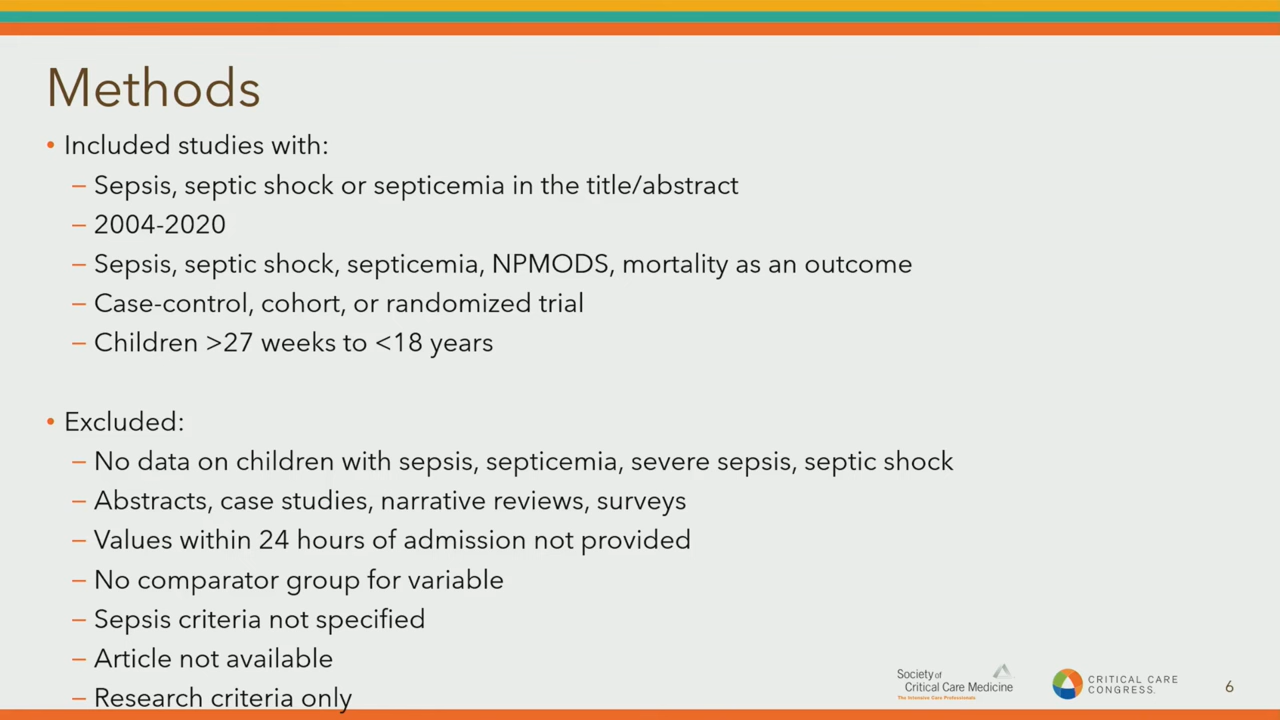 Methods
• Included studies with:
– Sepsis, septic shock or septicemia in the title/abstract
– 2004-2020
– Sepsis, septic shock, septicemia, NPMODS, mortality as an outcome
– Case-control, cohort, or randomized trial
– Children >27 weeks to <18 years
• Excluded:
– No data on children with sepsis, septicemia, severe sepsis, septic shock
– Abstracts, case studies, narrative reviews, surveys
– Values within 24 hours of admission not provided
– No comparator group for variable
– Sepsis criteria not specified
– Article not available
– Research criteria only
Society of
Critical Care Medicine
The Intensive Care Professionals
CRITICAL CARE
CONGRESS.
6